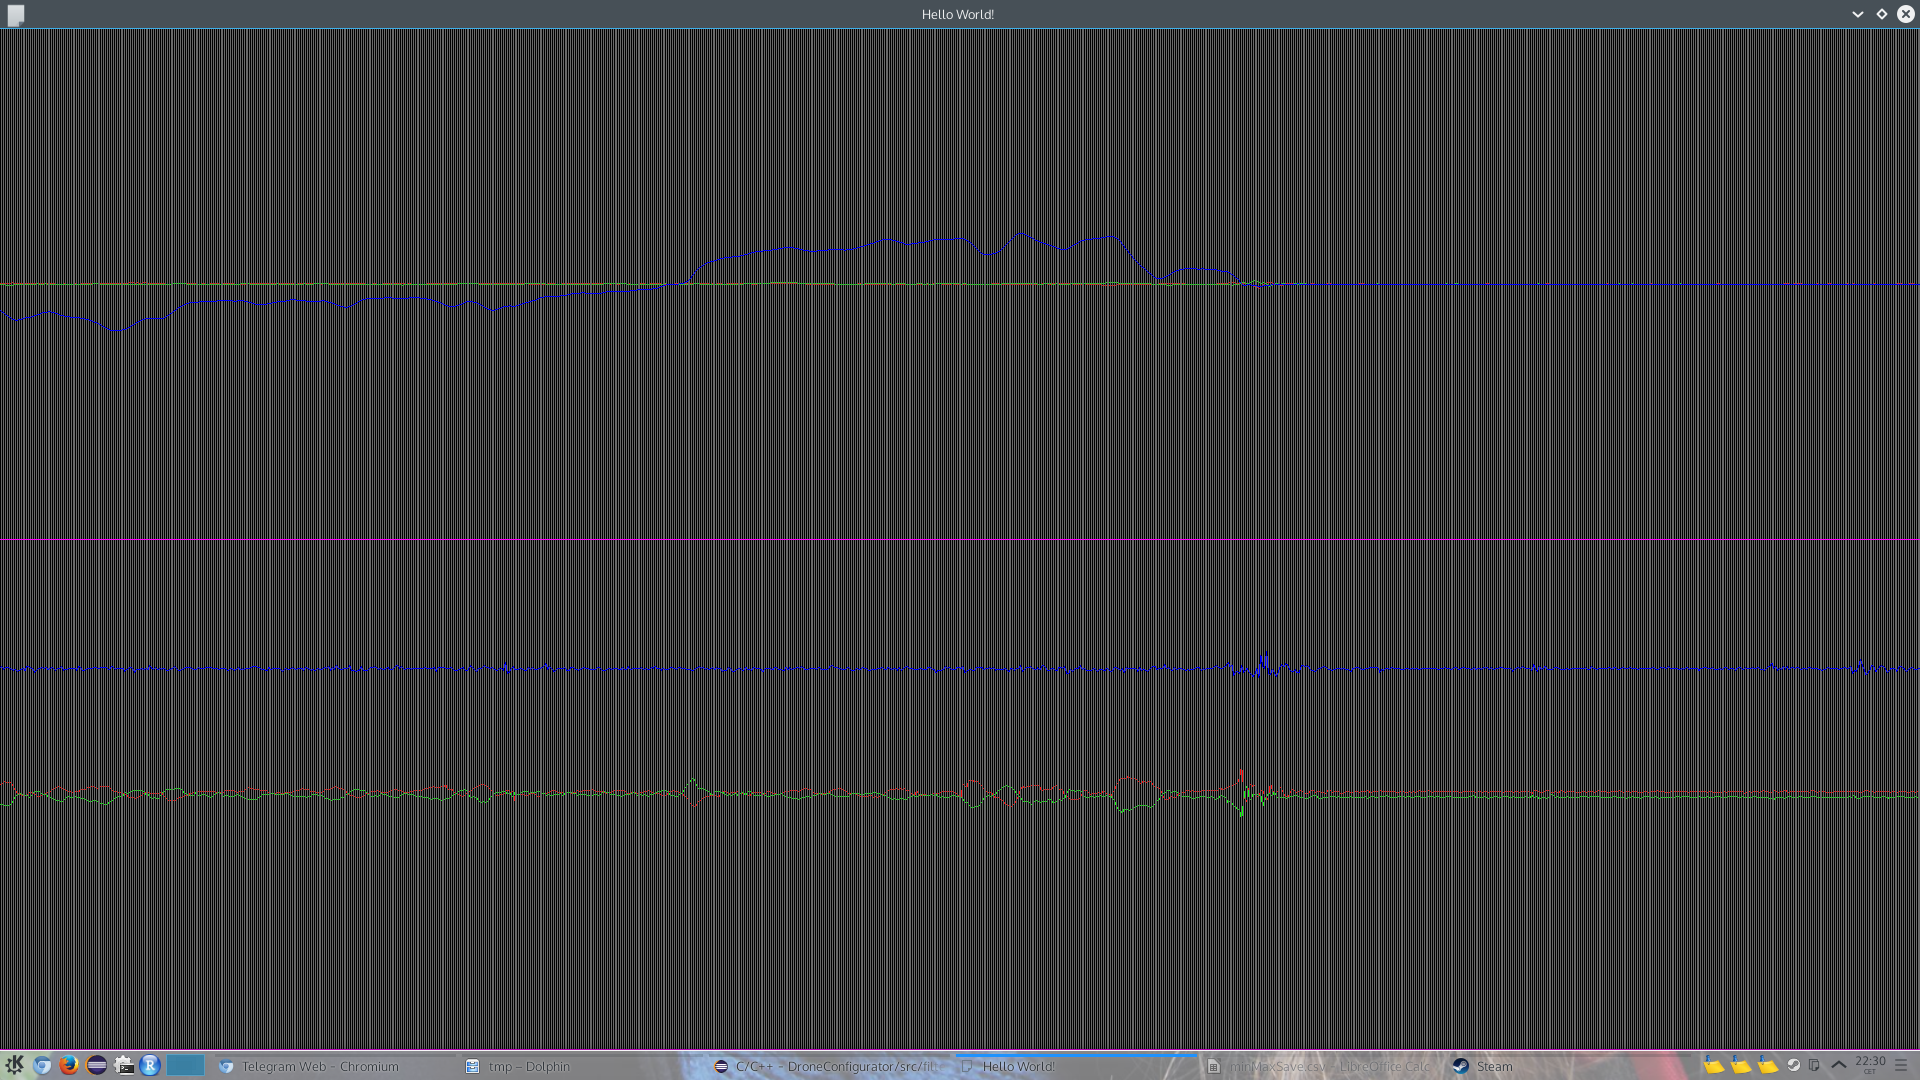 Hello World!
Telegram Web - Chromium
tmp – Dolphin
C/C++ - DroneConfigurator/src/fil
Hello World!
minMaxSave.csv - LibreOffice Calc
Steam
22:30
CET